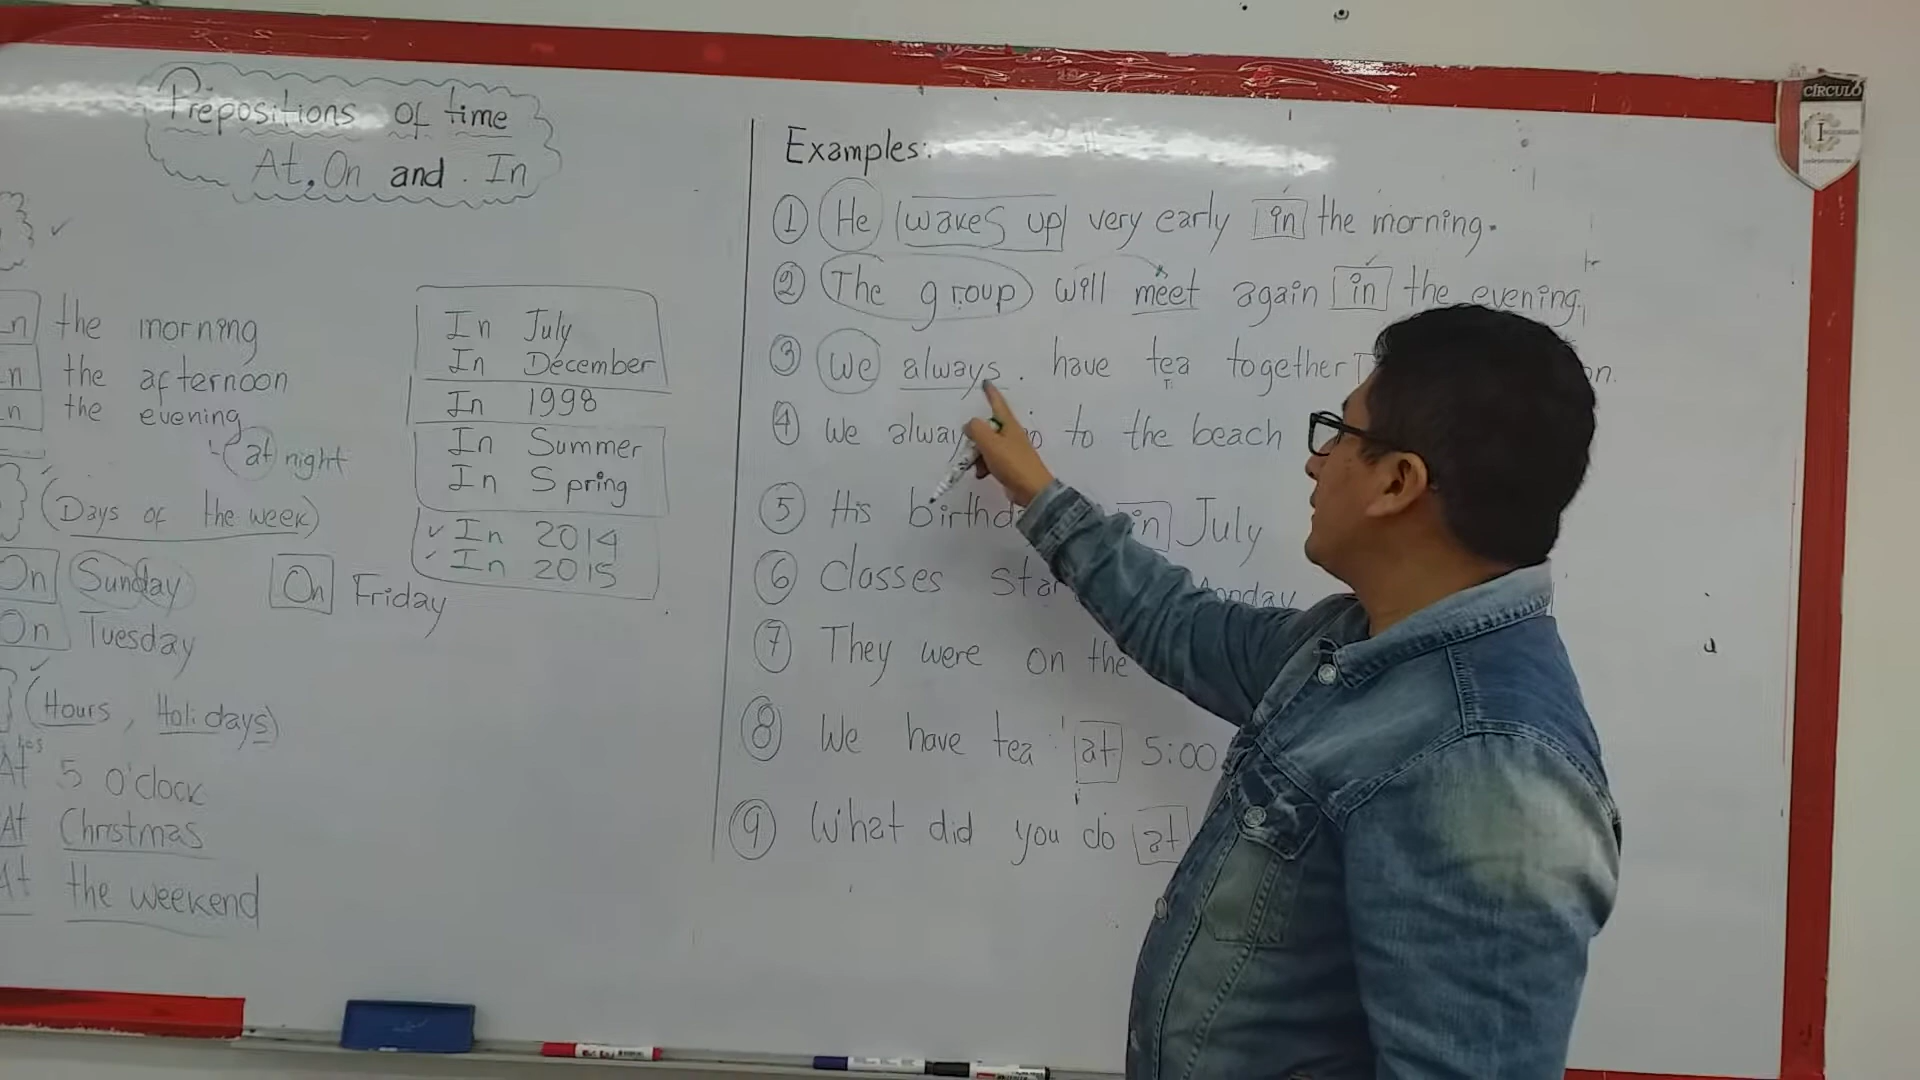 Prepositions of time
At, On and . In
In the morning
In the afternoon
In the evening
at night
(Days of the week)
On Sunday
On Tuesday
On Friday
(Hours, Holidays)
At 5 o'clock
At Christmas
At the weekend
In July
In December
In 1998
In Summer
In Spring
In 2014
In 2015
Examples:
1 He wakes up very early in the morning.
2 The group will meet again in the evening.
3 We always. have tea together
4 We always to the beach
5 His in July
6 Classes
7 They were on the
8 We have tea at 5:00
9 What did you do at
CÍRCULO